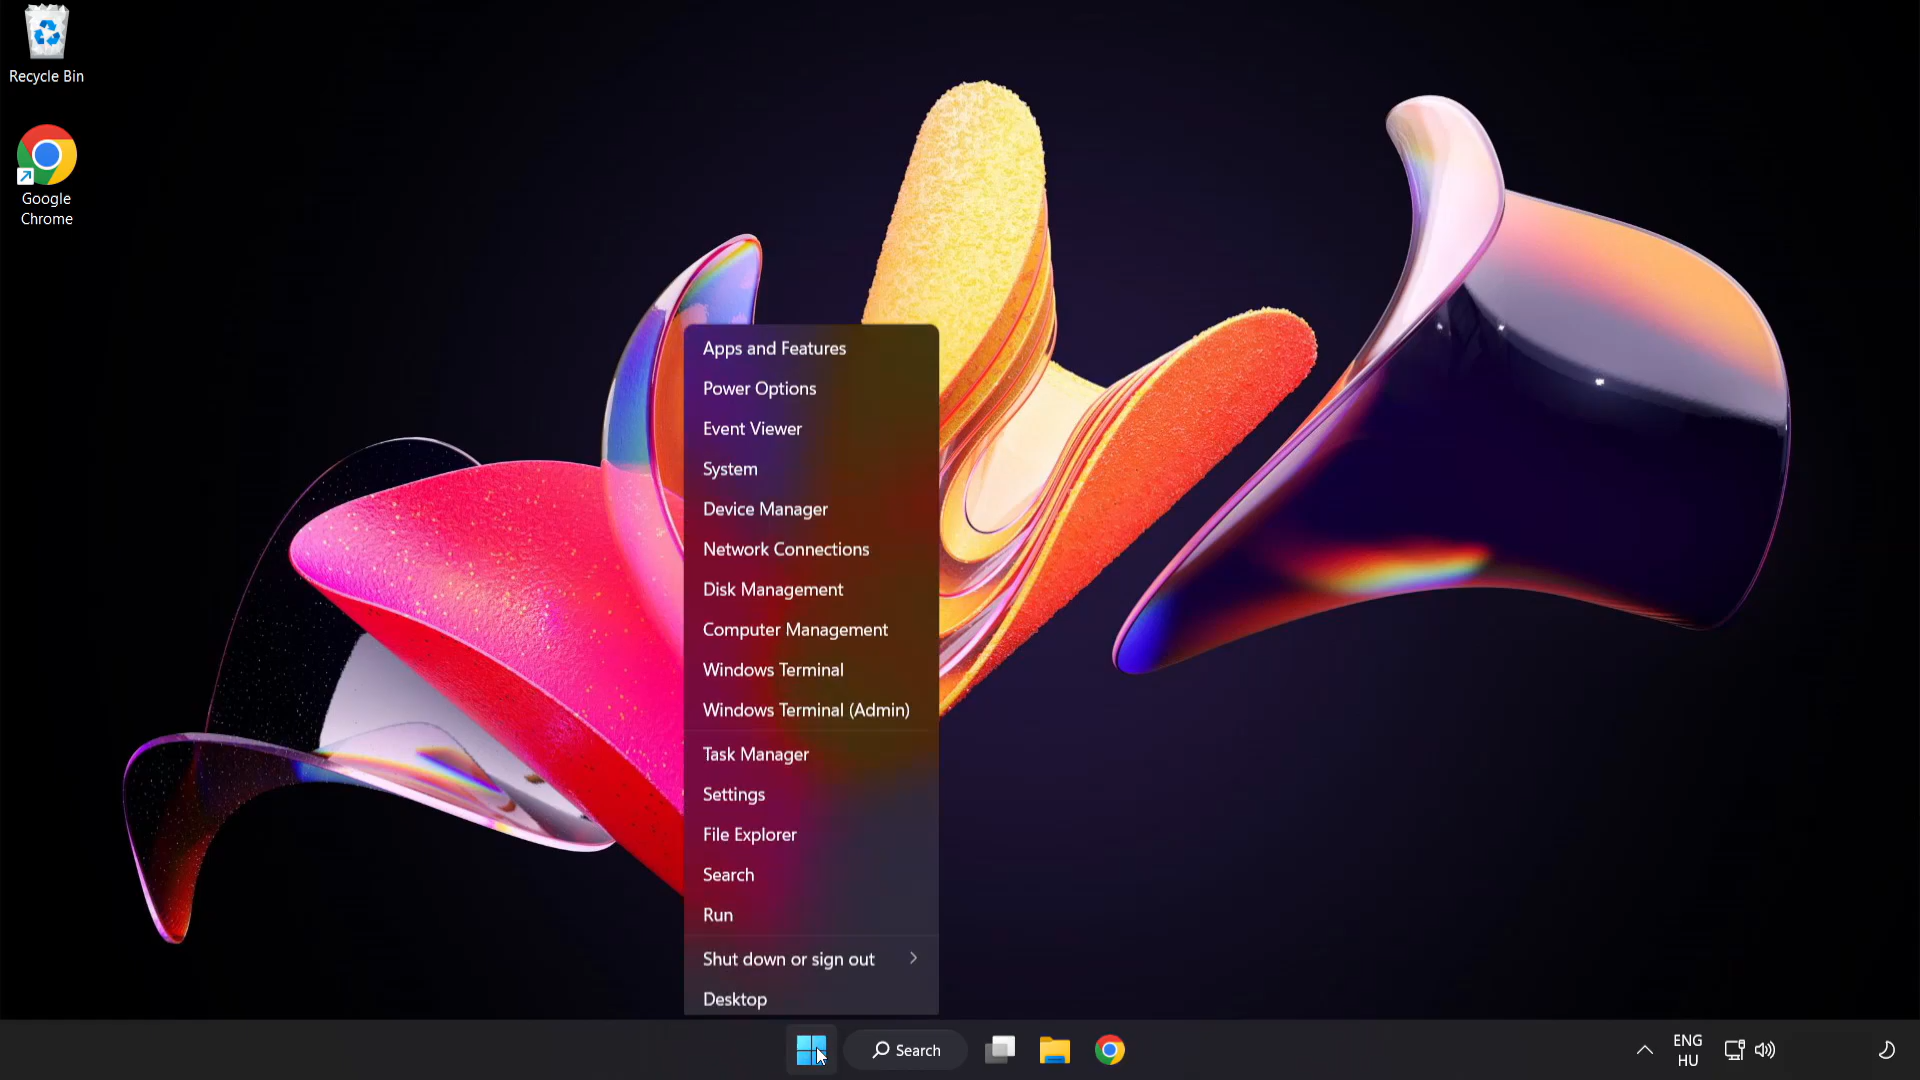 Recycle Bin
Google
Chrome
Apps and Features
Power Options
Event Viewer
System
Device Manager
Network Connections
Disk Management
Computer Management
Windows Terminal
Windows Terminal (Admin)
Task Manager
Settings
File Explorer
Search
Run
Shut down or sign out
Desktop
Search
ENG
HU